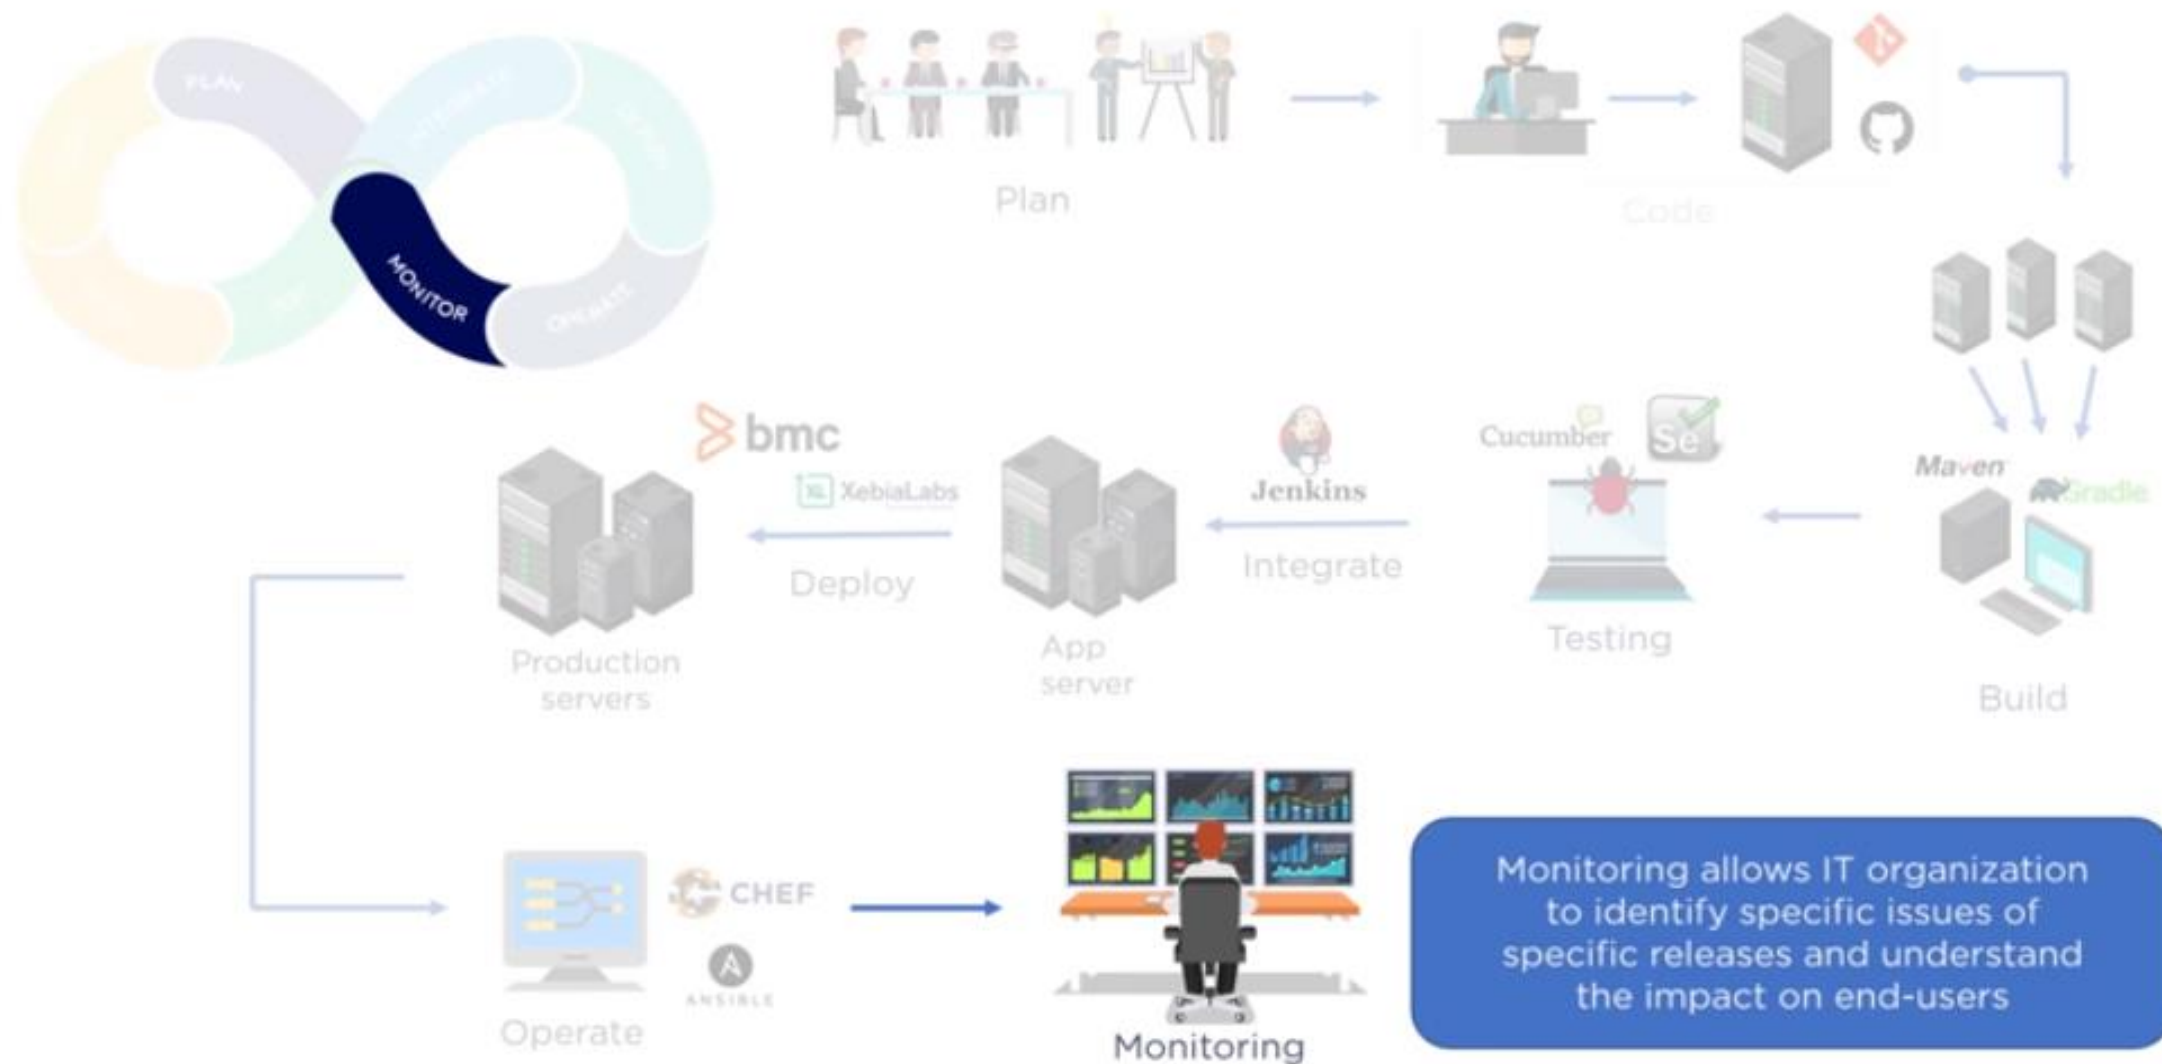 PLAN
INTEGRATE
MONITOR
OPERATE
Plan
Code
bmc
XebiaLabs
Deploy
Production
servers
App
server
Jenkins
Integrate
Cucumber
Se
Testing
Maven
Gradle
Build
CHEF
ANSIBLE
Operate
Monitoring
Monitoring allows IT organization
to identify specific issues of
specific releases and understand
the impact on end-users